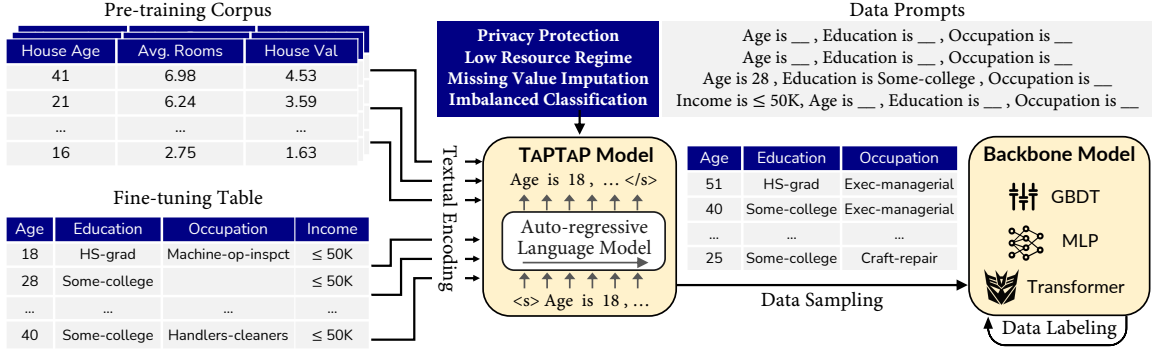 Pre-training Corpus
House Age Avg. Rooms House Val
41 6.98 4.53
21 6.24 3.59
... ... ...
16 2.75 1.63
Fine-tuning Table
Age Education Occupation Income
18 HS-grad Machine-op-inspct ≤ 50K
28 Some-college ≤ 50K
... ... ... ...
40 Some-college Handlers-cleaners ≤ 50K
Textual Encoding
Privacy Protection
Low Resource Regime
Missing Value Imputation
Imbalanced Classification
Data Prompts
Age is __ , Education is __ , Occupation is __
Age is __ , Education is __ , Occupation is __
Age is 28 , Education is Some-college , Occupation is __
Income is ≤ 50K, Age is __ , Education is __ , Occupation is __
TAPTAP Model
Age is 18 , ... </s>
Auto-regressive
Language Model
<s> Age is 18 , ...
Age Education Occupation
51 HS-grad Exec-managerial
40 Some-college Exec-managerial
... ... ...
25 Some-college Craft-repair
Data Sampling
Backbone Model
GBDT
MLP
Transformer
Data Labeling